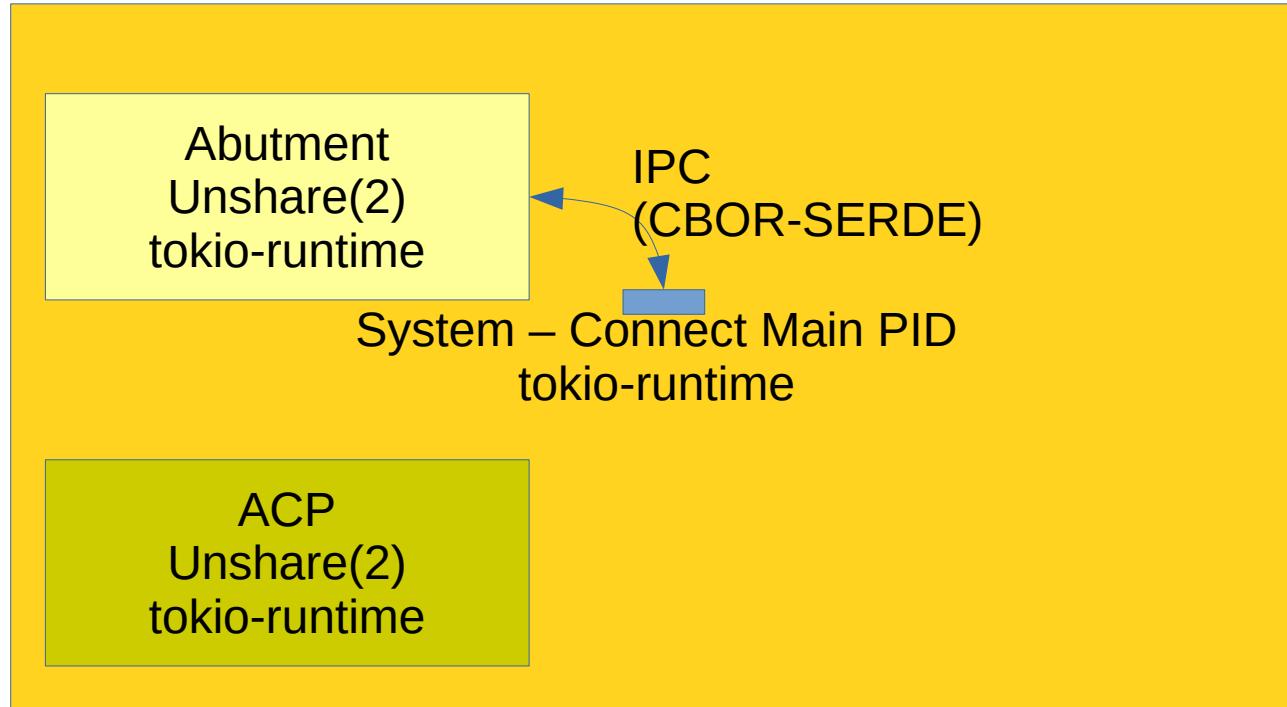 Abutment
Unshare(2)
tokio-runtime
IPC
(CBOR-SERDE)
System – Connect Main PID
tokio-runtime
ACP
Unshare(2)
tokio-runtime